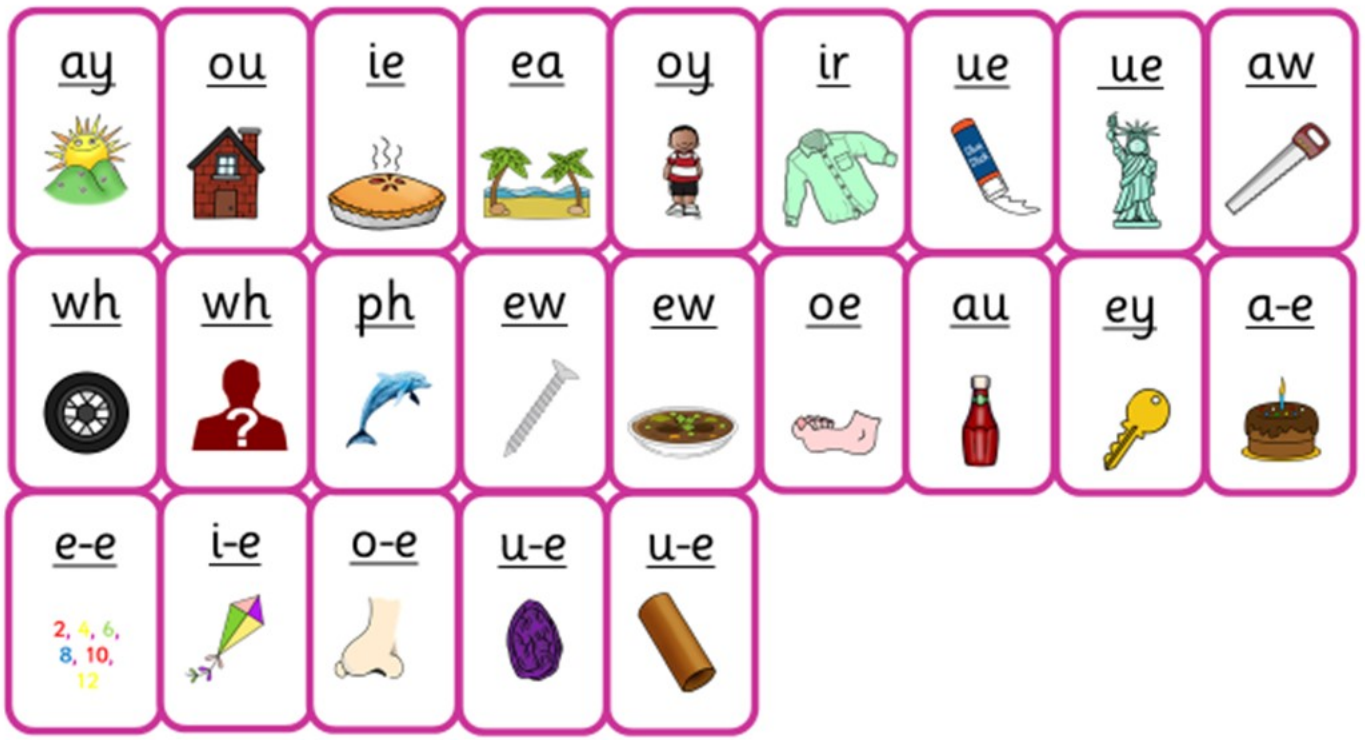 ay ou ie ea oy ir ue ue aw
wh wh ph ew ew oe au ey a-e
?
e-e i-e o-e u-e u-e
2, 4, 6,
8, 10,
12